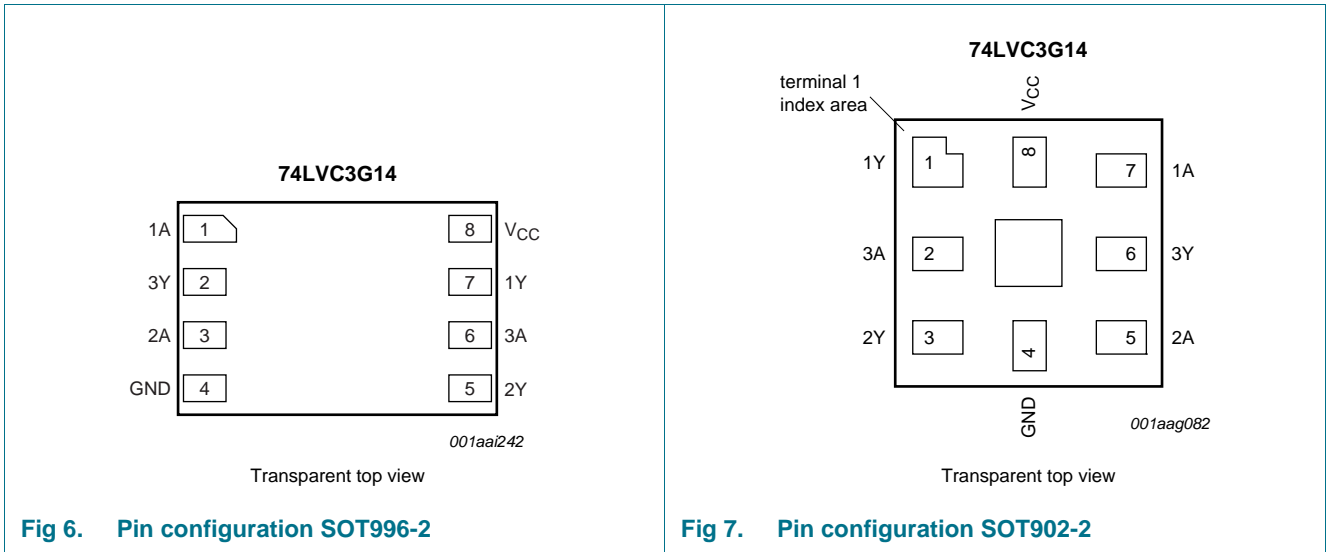 74LVC3G14
1A 1 8 VCC
3Y 2 7 1Y
2A 3 6 3A
GND 4 5 2Y
001aai242
Transparent top view
Fig 6. Pin configuration SOT996-2
74LVC3G14
terminal 1
index area
VCC
1Y 1 8 7 1A
3A 2 6 3Y
2Y 3 4 5 2A
GND
001aag082
Transparent top view
Fig 7. Pin configuration SOT902-2